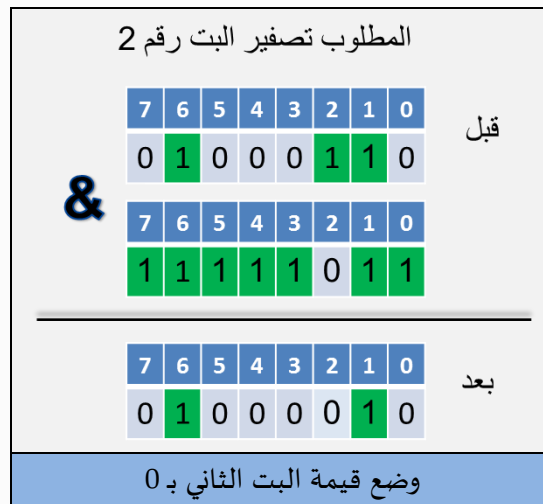 المطلوب تصفير البت رقم 2
7 6 5 4 3 2 1 0
قبل
0 1 0 0 0 1 1 0
&
7 6 5 4 3 2 1 0
1 1 1 1 1 0 1 1
7 6 5 4 3 2 1 0
بعد
0 1 0 0 0 0 1 0
وضع قيمة البت الثاني بـ 0